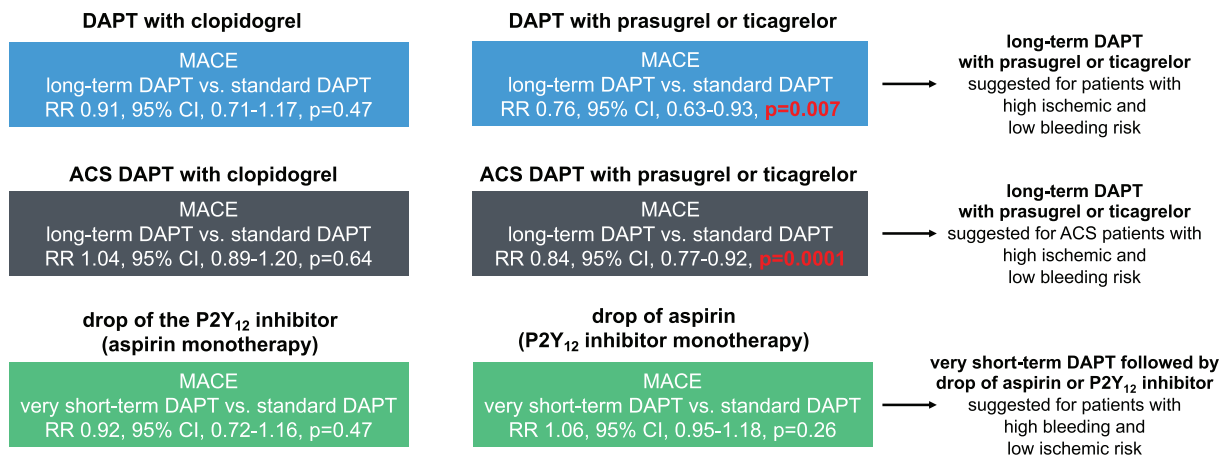 DAPT with clopidogrel
MACE
long-term DAPT vs. standard DAPT
RR 0.91, 95% CI, 0.71-1.17, p=0.47
DAPT with prasugrel or ticagrelor
MACE
long-term DAPT vs. standard DAPT
RR 0.76, 95% CI, 0.63-0.93, p=0.007
long-term DAPT
with prasugrel or ticagrelor
suggested for patients with
high ischemic and
low bleeding risk
ACS DAPT with clopidogrel
MACE
long-term DAPT vs. standard DAPT
RR 1.04, 95% CI, 0.89-1.20, p=0.64
ACS DAPT with prasugrel or ticagrelor
MACE
long-term DAPT vs. standard DAPT
RR 0.84, 95% CI, 0.77-0.92, p=0.0001
long-term DAPT
with prasugrel or ticagrelor
suggested for ACS patients with
high ischemic and
low bleeding risk
drop of the P2Y₁₂ inhibitor
(aspirin monotherapy)
MACE
very short-term DAPT vs. standard DAPT
RR 0.92, 95% CI, 0.72-1.16, p=0.47
drop of aspirin
(P2Y₁₂ inhibitor monotherapy)
MACE
very short-term DAPT vs. standard DAPT
RR 1.06, 95% CI, 0.95-1.18, p=0.26
very short-term DAPT followed by
drop of aspirin or P2Y₁₂ inhibitor
suggested for patients with
high bleeding and
low ischemic risk